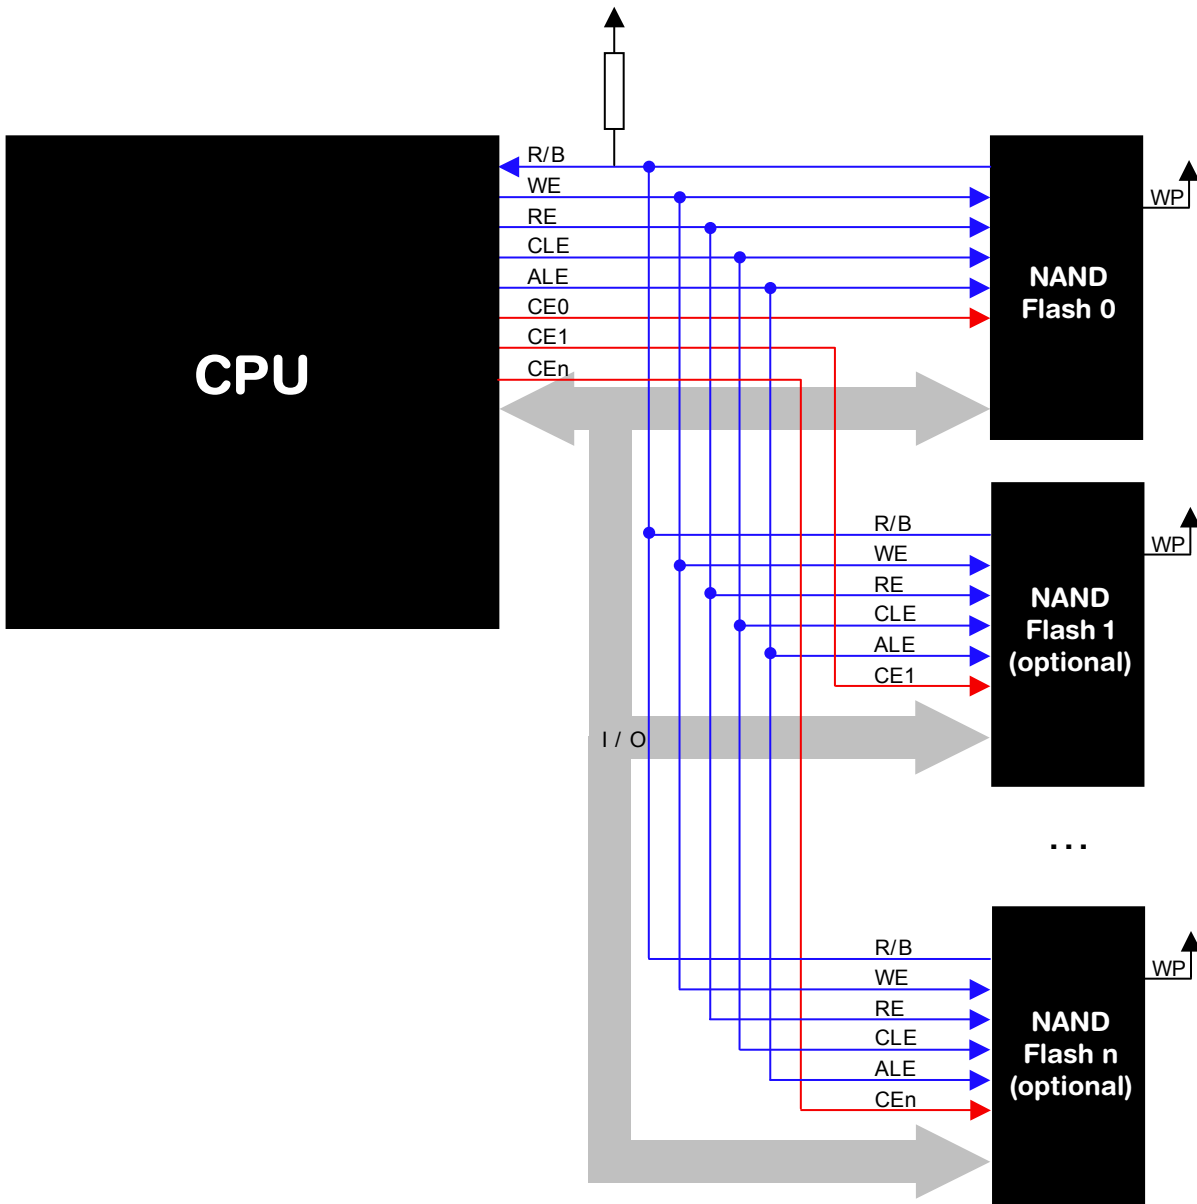 R/B
WE
RE
CLE
ALE
CE0
CE1
CEn
CPU
NAND
Flash 0
WP
R/B
WE
RE
CLE
ALE
CE1
NAND
Flash 1
(optional)
WP
I / O
...
R/B
WE
RE
CLE
ALE
CEn
NAND
Flash n
(optional)
WP